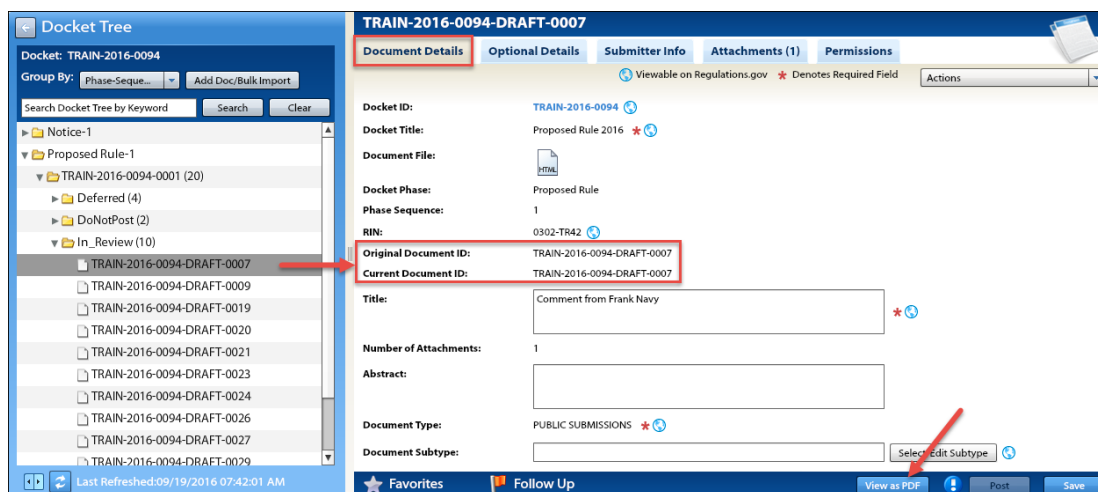 Docket Tree
Docket: TRAIN-2016-0094
Group By: Phase-Seque... Add Doc/Bulk Import
Search Docket Tree by Keyword Search Clear
Notice-1
Proposed Rule-1
TRAIN-2016-0094-0001 (20)
Deferred (4)
DoNotPost (2)
In_Review (10)
TRAIN-2016-0094-DRAFT-0007
TRAIN-2016-0094-DRAFT-0009
TRAIN-2016-0094-DRAFT-0019
TRAIN-2016-0094-DRAFT-0020
TRAIN-2016-0094-DRAFT-0021
TRAIN-2016-0094-DRAFT-0023
TRAIN-2016-0094-DRAFT-0024
TRAIN-2016-0094-DRAFT-0026
TRAIN-2016-0094-DRAFT-0027
TRAIN-2016-0094-DRAFT-0029
Last Refreshed:09/19/2016 07:42:01 AM
TRAIN-2016-0094-DRAFT-0007
Document Details Optional Details Submitter Info Attachments (1) Permissions
Viewable on Regulations.gov * Denotes Required Field Actions
Docket ID: TRAIN-2016-0094
Docket Title: Proposed Rule 2016 *
Document File: HTML
Docket Phase: Proposed Rule
Phase Sequence: 1
RIN: 0302-TR42
Original Document ID: TRAIN-2016-0094-DRAFT-0007
Current Document ID: TRAIN-2016-0094-DRAFT-0007
Title: Comment from Frank Navy *
Number of Attachments: 1
Abstract:
Document Type: PUBLIC SUBMISSIONS *
Document Subtype: Select/Edit Subtype
Favorites Follow Up View as PDF Post Save